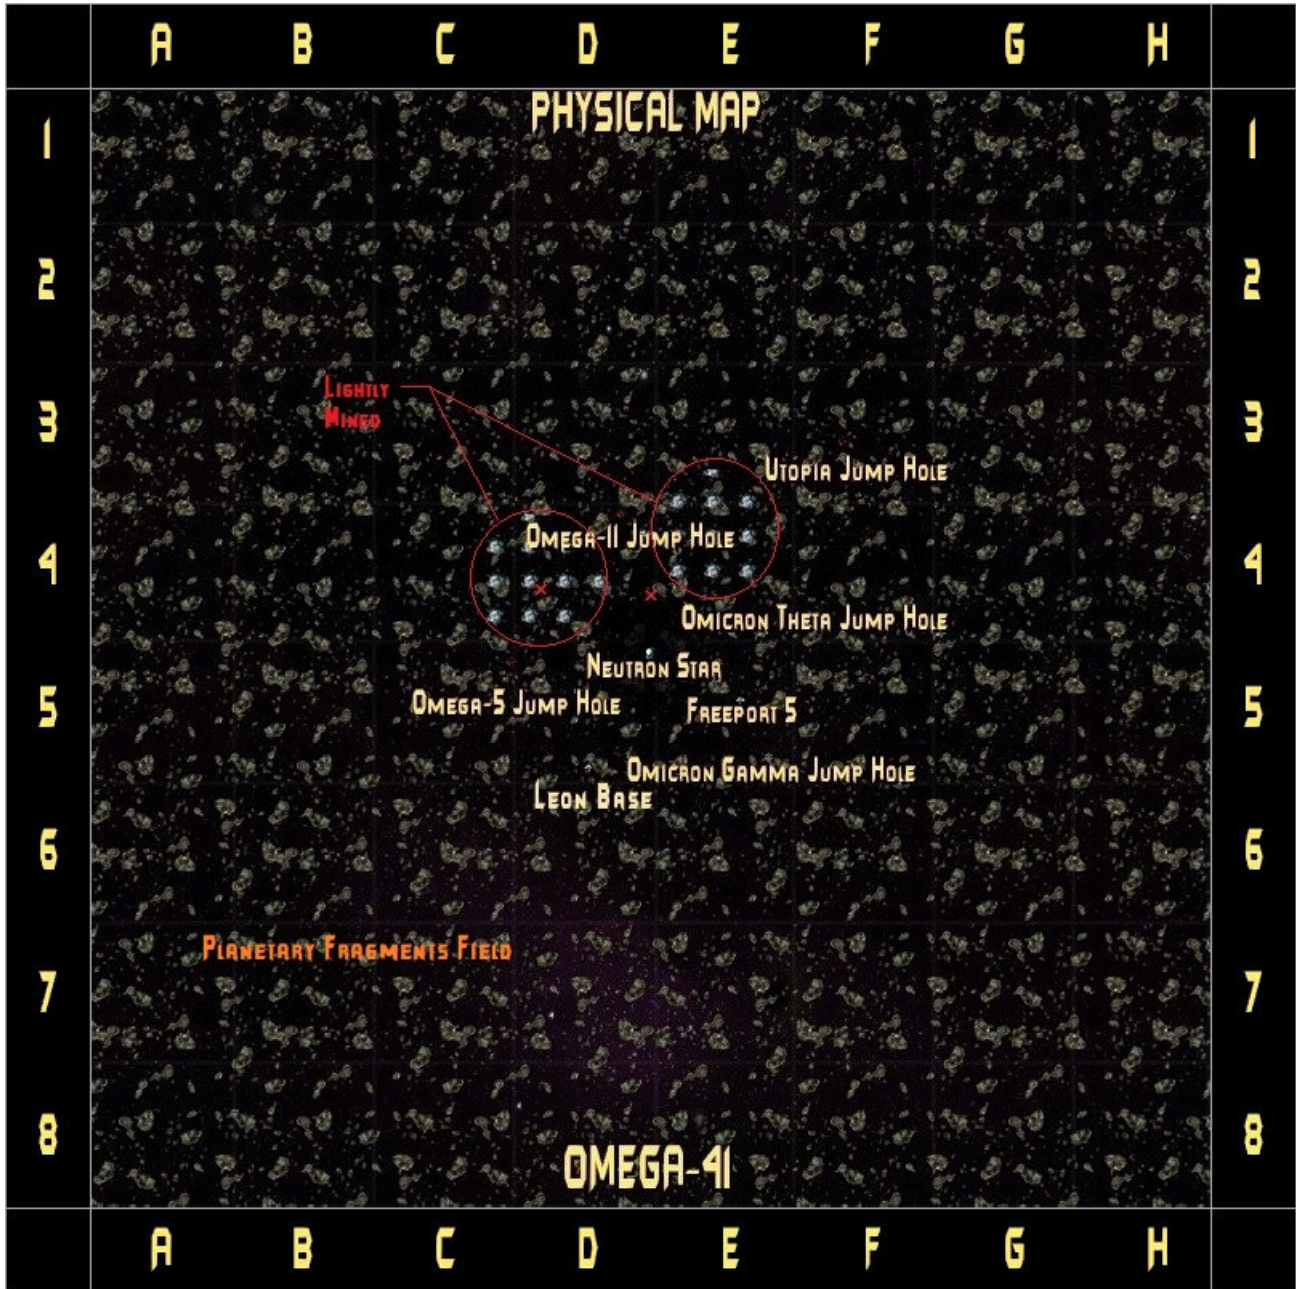 A B C D E F G H
PHYSICAL MAP
1 1
2 2
Lightly
Mined
3 3
Utopia Jump Hole
Omega-11 Jump Hole
4 4
Omicron Theta Jump Hole
Neutron Star
Omega-5 Jump Hole
5 5
Freeport 5
Omicron Gamma Jump Hole
Leon Base
6 6
Planetary Fragments Field
7 7
8 8
OMEGA-41
A B C D E F G H